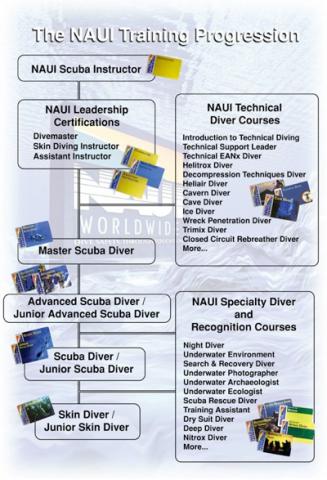 The NAUI Training Progression
NAUI Scuba Instructor
NAUI Leadership
Certifications
Divemaster
Skin Diving Instructor
Assistant Instructor
NAUI Technical
Diver Courses
Introduction to Technical Diving
Technical Support Leader
Technical EANx Diver
Helitrox Diver
Decompression Techniques Diver
Heliair Diver
Cavern Diver
Cave Diver
Ice Diver
Wreck Penetration Diver
Trimix Diver
Closed Circuit Rebreather Diver
More...
WORLDWIDE
Master Scuba Diver
Advanced Scuba Diver /
Junior Advanced Scuba Diver
Scuba Diver /
Junior Scuba Diver
Skin Diver /
Junior Skin Diver
NAUI Specialty Diver
and
Recognition Courses
Night Diver
Underwater Environment
Search & Recovery Diver
Underwater Photographer
Underwater Archaeologist
Underwater Ecologist
Scuba Rescue Diver
Training Assistant
Dry Suit Diver
Deep Diver
Nitrox Diver
More...